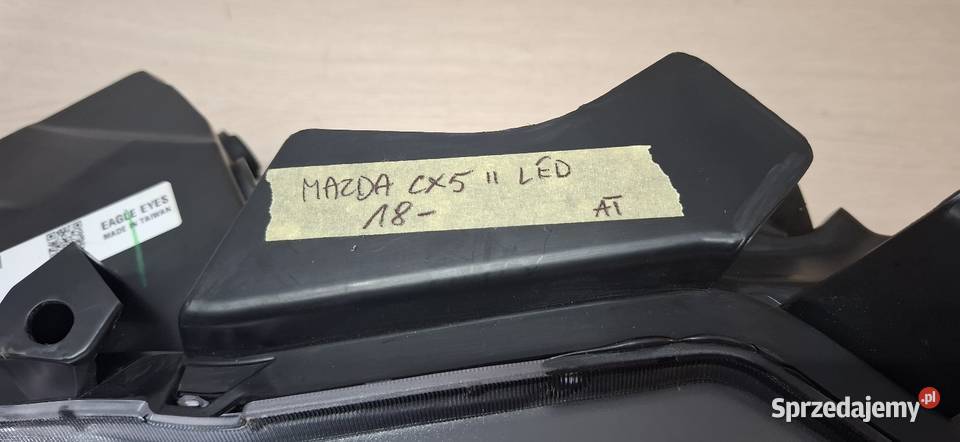 MAZDA CX5 II LED
18- AT
EAGLE EYES
MADE IN TAIWAN
Sprzedajemy.pl